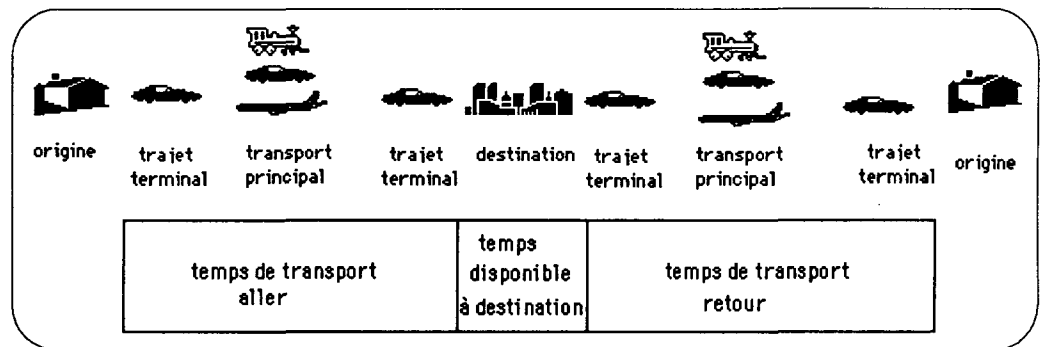 origine
trajet
terminal
transport
principal
trajet
terminal
destination
trajet
terminal
transport
principal
trajet
terminal
origine
temps de transport
aller
temps
disponible
à destination
temps de transport
retour